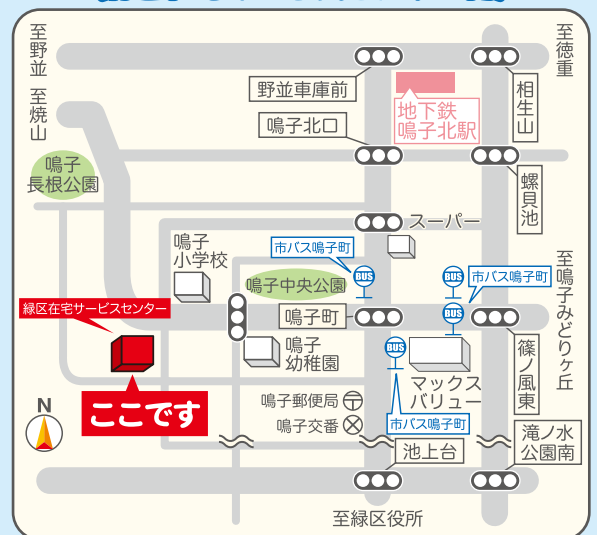 至野並
至徳重
野並車庫前
相生山
至焼山
地下鉄
鳴子北駅
鳴子北口
鳴子
長根公園
螺貝池
スーパー
鳴子
小学校
市バス鳴子町
BUS
BUS
市バス鳴子町
至鳴子みどりヶ丘
鳴子中央公園
緑区在宅サービスセンター
鳴子町
BUS
BUS
篠ノ風東
鳴子
幼稚園
マックス
バリュー
ここです
N
鳴子郵便局
鳴子交番
市バス鳴子町
池上台
滝ノ水
公園南
至緑区役所